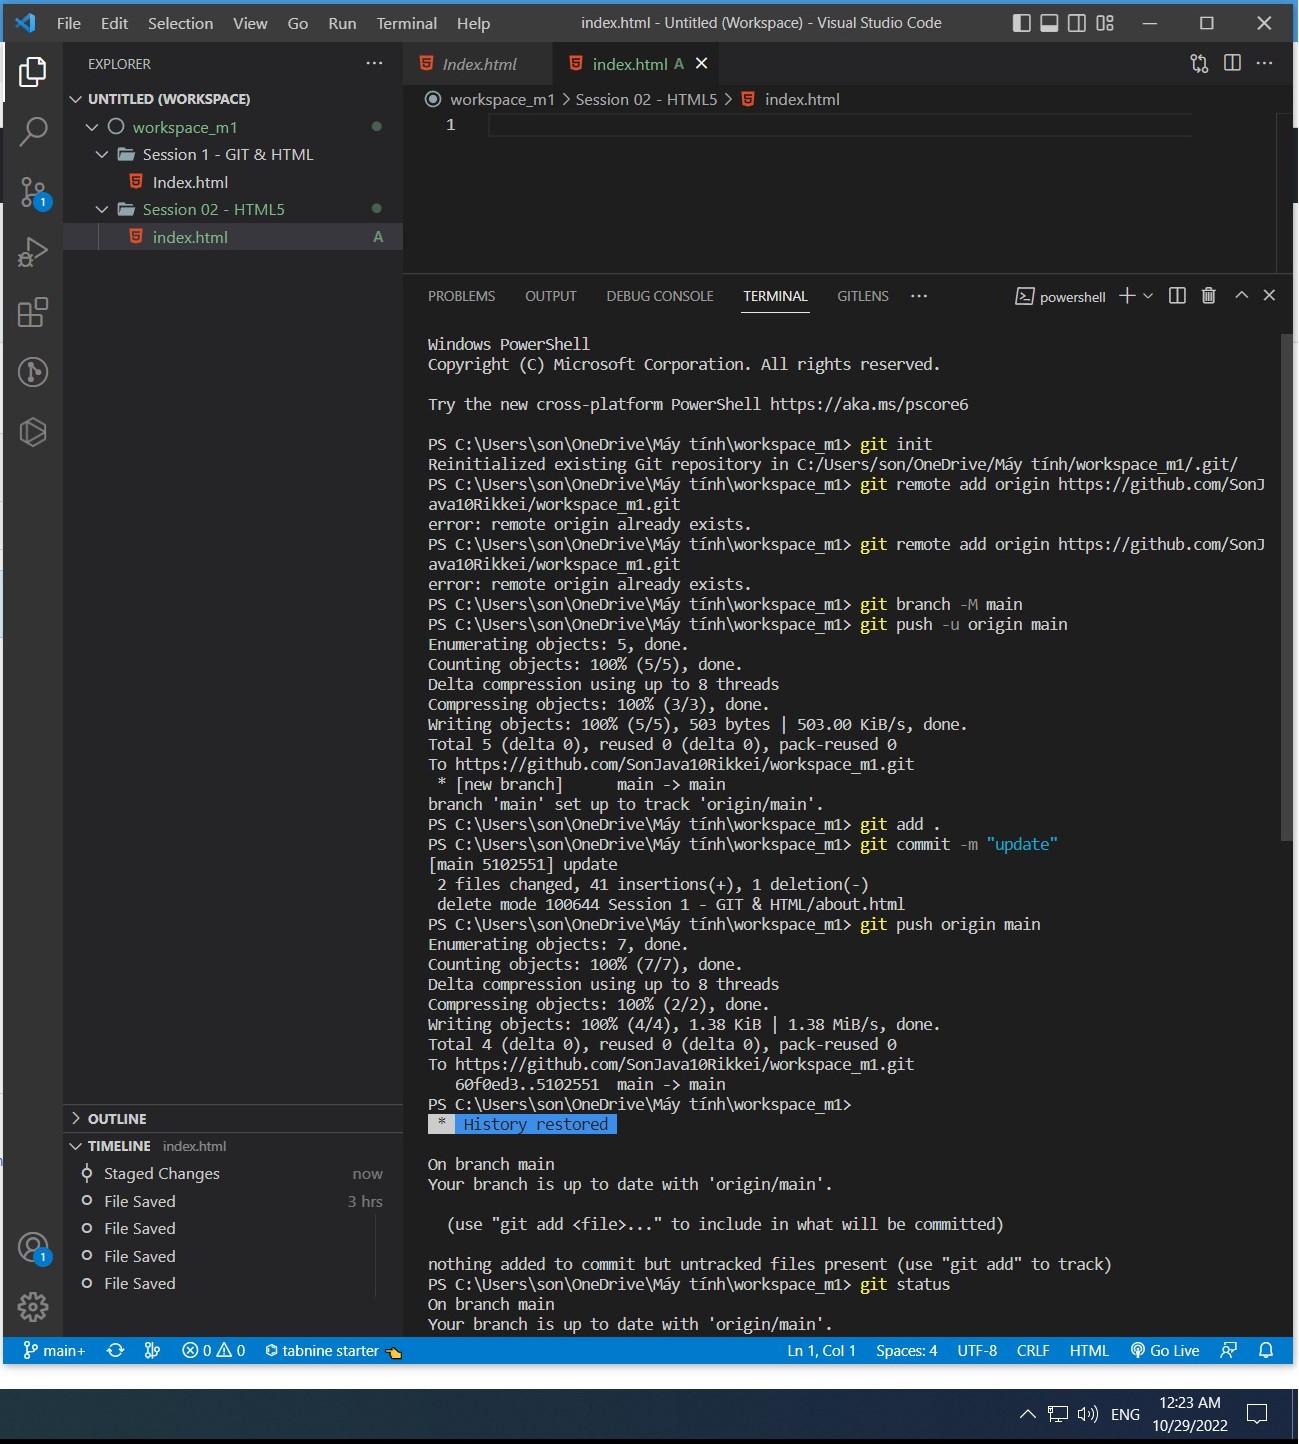 File Edit Selection View Go Run Terminal Help index.html - Untitled (Workspace) - Visual Studio Code
EXPLORER
Index.html
index.html A
UNTITLED (WORKSPACE)
workspace_m1
Session 1 - GIT & HTML
Index.html
Session 02 - HTML5
index.html A
1
workspace_m1 > Session 02 - HTML5 > index.html
1
PROBLEMS OUTPUT DEBUG CONSOLE TERMINAL GITLENS
powershell
Windows PowerShell
Copyright (C) Microsoft Corporation. All rights reserved.
Try the new cross-platform PowerShell https://aka.ms/pscore6
PS C:\Users\son\OneDrive\Máy tính\workspace_m1> git init
Reinitialized existing Git repository in C:/Users/son/OneDrive/Máy tính/workspace_m1/.git/
PS C:\Users\son\OneDrive\Máy tính\workspace_m1> git remote add origin https://github.com/SonJ
ava10Rikkei/workspace_m1.git
error: remote origin already exists.
PS C:\Users\son\OneDrive\Máy tính\workspace_m1> git remote add origin https://github.com/SonJ
ava10Rikkei/workspace_m1.git
error: remote origin already exists.
PS C:\Users\son\OneDrive\Máy tính\workspace_m1> git branch -M main
PS C:\Users\son\OneDrive\Máy tính\workspace_m1> git push -u origin main
Enumerating objects: 5, done.
Counting objects: 100% (5/5), done.
Delta compression using up to 8 threads
Compressing objects: 100% (3/3), done.
Writing objects: 100% (5/5), 503 bytes | 503.00 KiB/s, done.
Total 5 (delta 0), reused 0 (delta 0), pack-reused 0
To https://github.com/SonJava10Rikkei/workspace_m1.git
* [new branch] main -> main
branch 'main' set up to track 'origin/main'.
PS C:\Users\son\OneDrive\Máy tính\workspace_m1> git add .
PS C:\Users\son\OneDrive\Máy tính\workspace_m1> git commit -m "update"
[main 5102551] update
2 files changed, 41 insertions(+), 1 deletion(-)
delete mode 100644 Session 1 - GIT & HTML/about.html
PS C:\Users\son\OneDrive\Máy tính\workspace_m1> git push origin main
Enumerating objects: 7, done.
Counting objects: 100% (7/7), done.
Delta compression using up to 8 threads
Compressing objects: 100% (2/2), done.
Writing objects: 100% (4/4), 1.38 KiB | 1.38 MiB/s, done.
Total 4 (delta 0), reused 0 (delta 0), pack-reused 0
To https://github.com/SonJava10Rikkei/workspace_m1.git
60f0ed3..5102551 main -> main
PS C:\Users\son\OneDrive\Máy tính\workspace_m1>
* History restored
On branch main
Your branch is up to date with 'origin/main'.
(use "git add <file>..." to include in what will be committed)
nothing added to commit but untracked files present (use "git add" to track)
PS C:\Users\son\OneDrive\Máy tính\workspace_m1> git status
On branch main
Your branch is up to date with 'origin/main'.
OUTLINE
TIMELINE index.html
Staged Changes now
File Saved 3 hrs
File Saved
File Saved
File Saved
1
main+ 0 0 tabnine starter Ln 1, Col 1 Spaces: 4 UTF-8 CRLF HTML Go Live
ENG
12:23 AM
10/29/2022